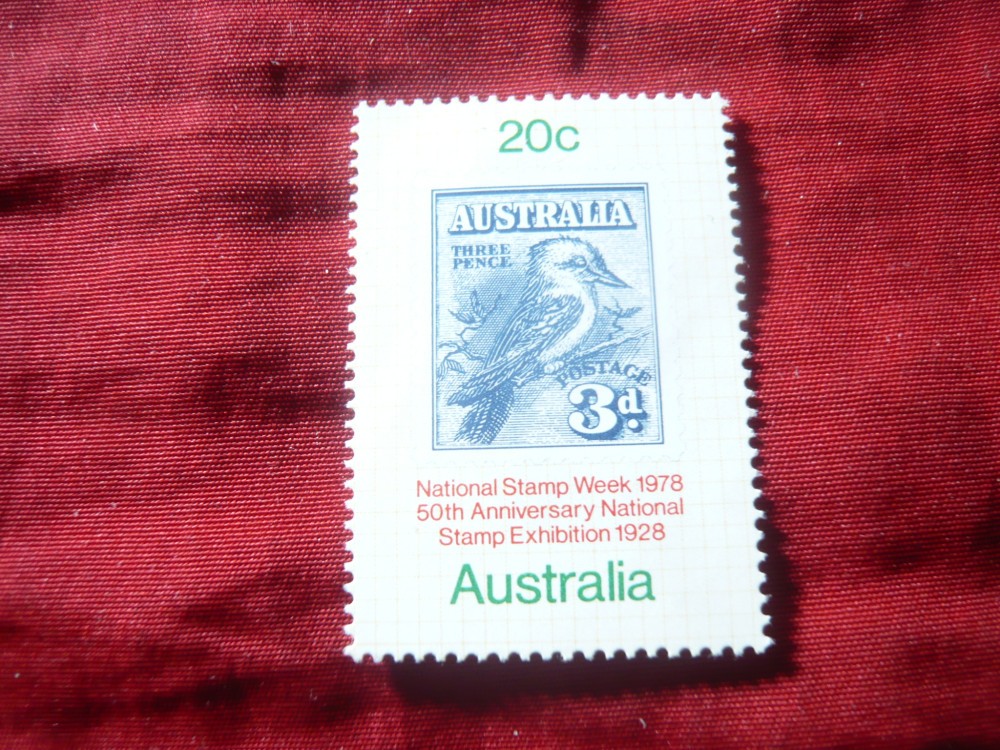 20c
AUSTRALIA
THREE
PENCE
POSTAGE
3d.
National Stamp Week 1978
50th Anniversary National
Stamp Exhibition 1928
Australia